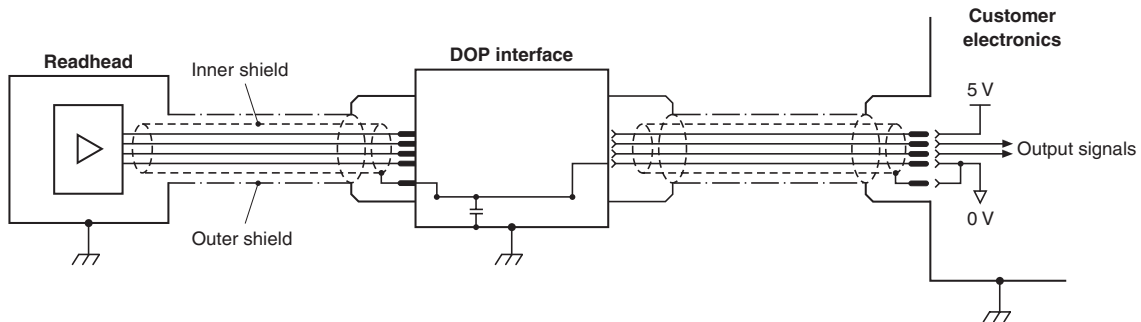 Customer
electronics
Readhead
DOP interface
Inner shield
5 V
Output signals
0 V
Outer shield